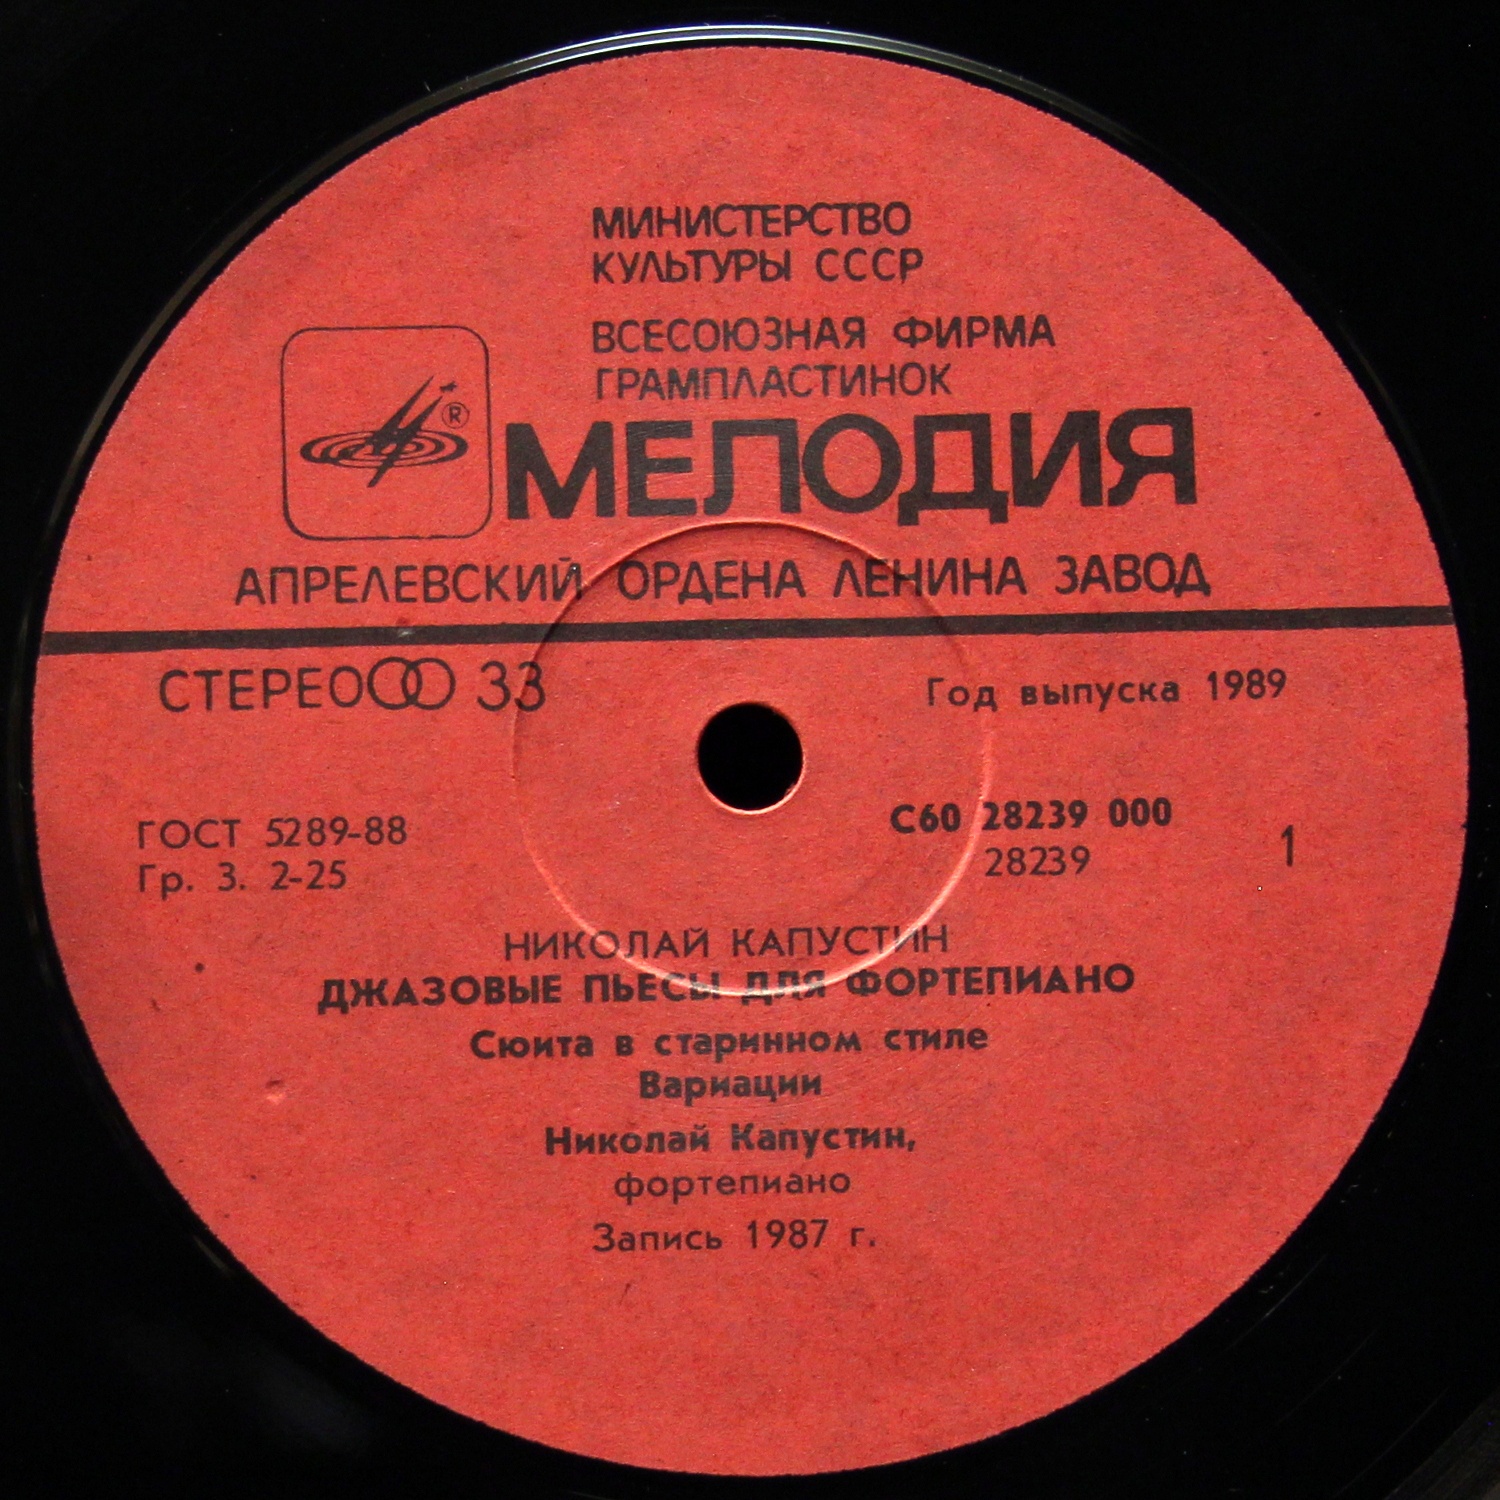 МИНИСТЕРСТВО
КУЛЬТУРЫ СССР
ВСЕСОЮЗНАЯ ФИРМА
ГРАМПЛАСТИНОК
®
МЕЛОДИЯ
АПРЕЛЕВСКИЙ ОРДЕНА ЛЕНИНА ЗАВОД
СТЕРЕО 33
Год выпуска 1989
ГОСТ 5289-88
Гр. 3. 2-25
С60 28239 000
28239
1
НИКОЛАЙ КАПУСТИН
ДЖАЗОВЫЕ ПЬЕСЫ ДЛЯ ФОРТЕПИАНО
Сюита в старинном стиле
Вариации
Николай Капустин,
фортепиано
Запись 1987 г.